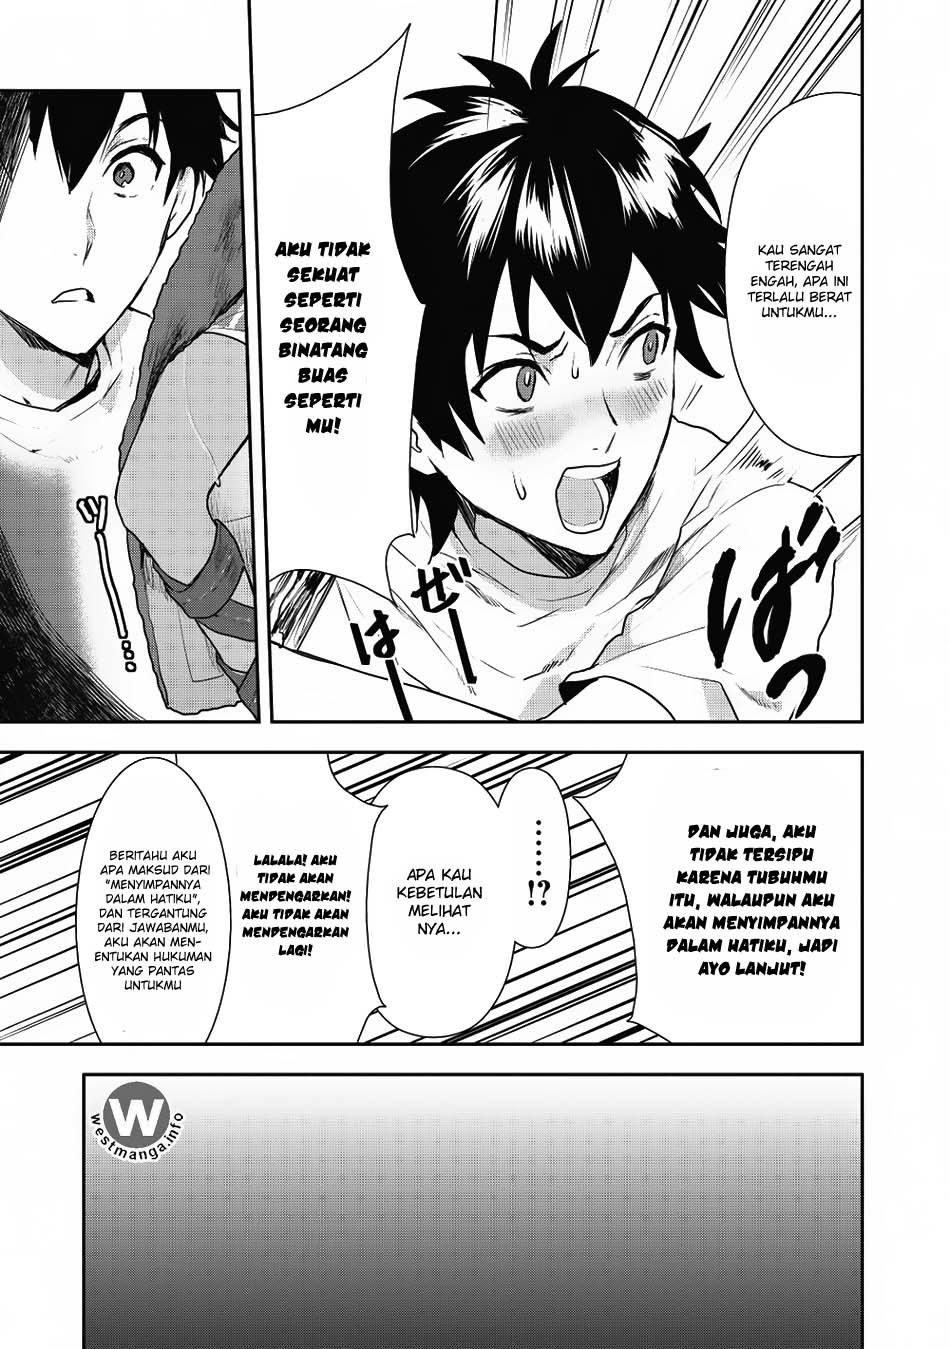 KAU SANGAT
TERENGAH
ENGAH, APA INI
TERLALU BERAT
UNTUKMU...
AKU TIDAK
SEKUAT
SEPERTI
SEORANG
BINATANG
BUAS
SEPERTI
MU!
ばっ
ぜー
はー
ツ...
DAN JUGA, AKU
TIDAK TERSIPU
KARENA TUBUHMU
ITU, WALAUPUN AKU
AKAN MENYIMPANNYA
DALAM HATIKU, JADI
AYO LANJUT!
......!?
APA KAU
KEBETULAN
MELIHAT
NYA...
LALALA! AKU
TIDAK AKAN
MENDENGARKAN!
AKU TIDAK AKAN
MENDENGARKAN
LAGI!
BERITAHU AKU
APA MAKSUD DARI
"MENYIMPANNYA
DALAM HATIKU",
DAN TERGANTUNG
DARI JAWABANMU,
AKU AKAN MEN-
ENTUKAN HUKUMAN
YANG PANTAS
UNTUKMU
W
westmanga.info